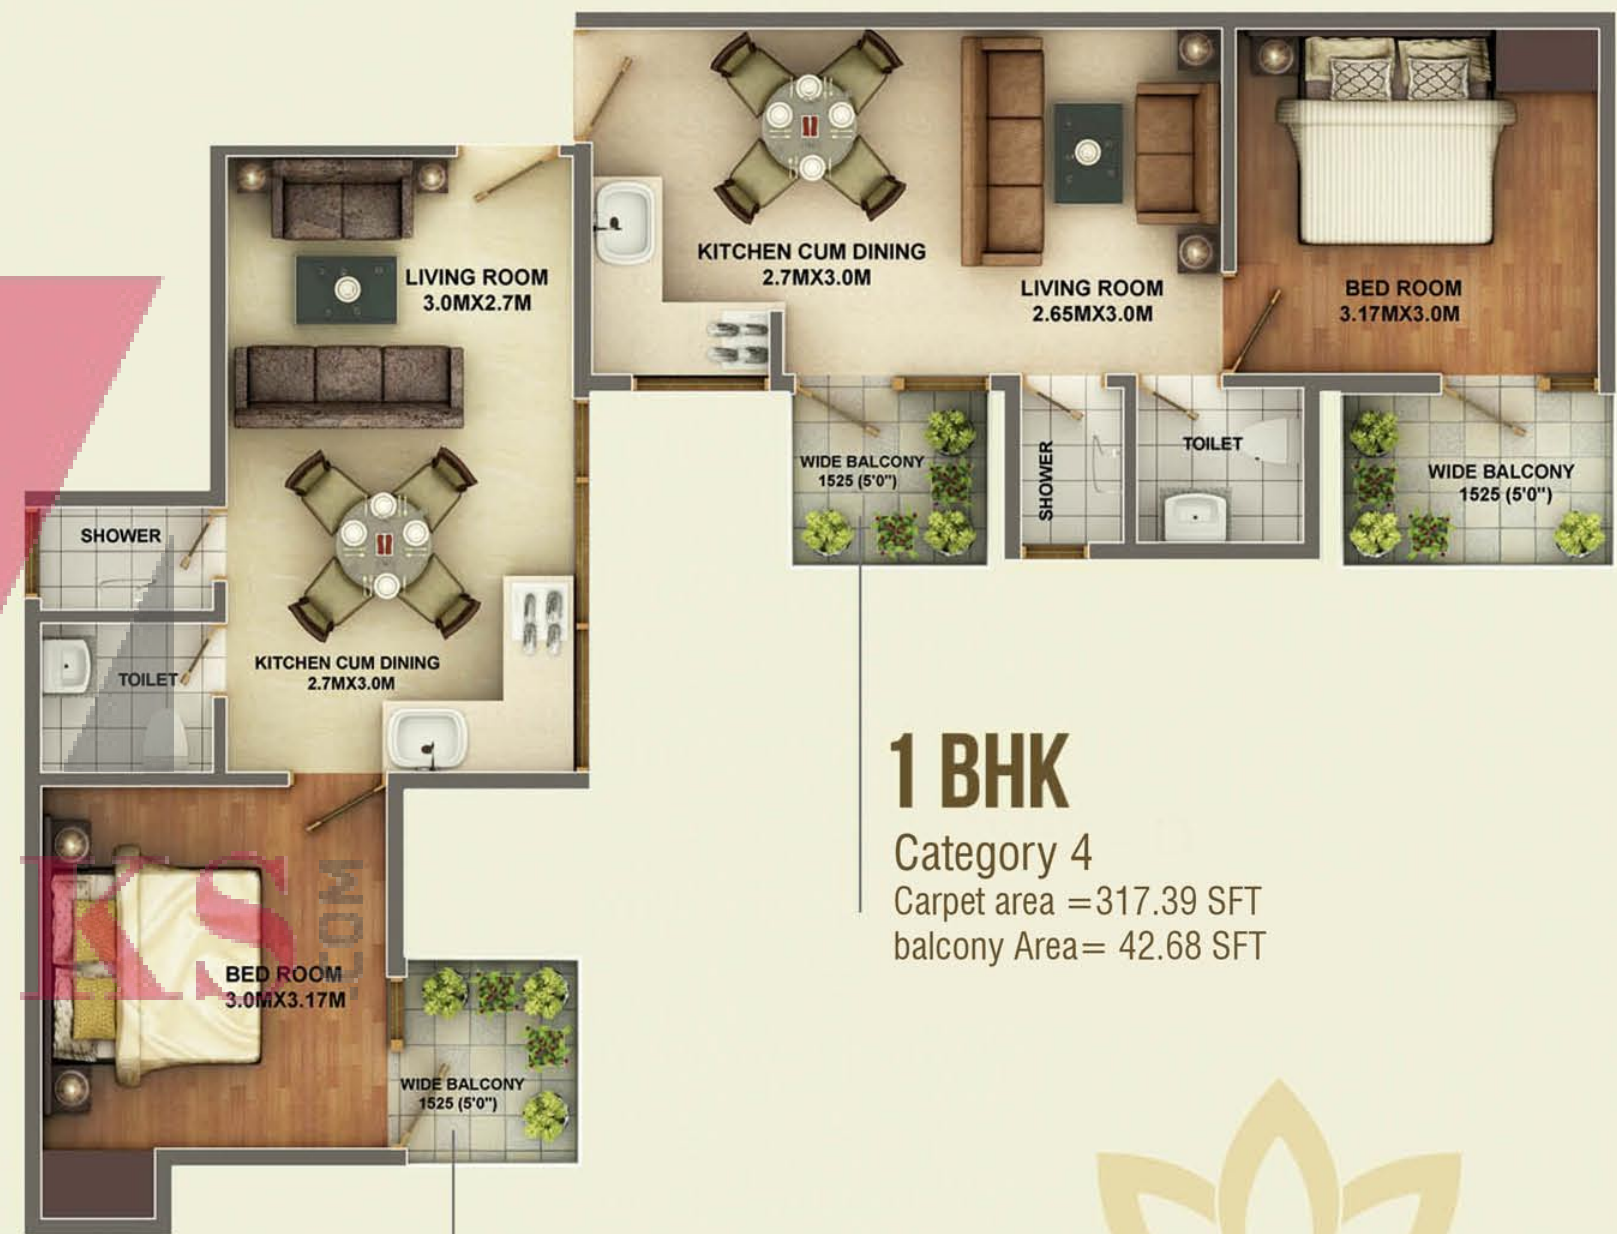 KITCHEN CUM DINING
2.7MX3.0M
LIVING ROOM
2.65MX3.0M
BED ROOM
3.17MX3.0M
LIVING ROOM
3.0MX2.7M
WIDE BALCONY
1525 (5'0")
SHOWER
TOILET
WIDE BALCONY
1525 (5'0")
SHOWER
TOILET
KITCHEN CUM DINING
2.7MX3.0M
BED ROOM
3.0MX3.17M
WIDE BALCONY
1525 (5'0")
KS
.COM
1 BHK
Category 4
Carpet area =317.39 SFT
balcony Area= 42.68 SFT